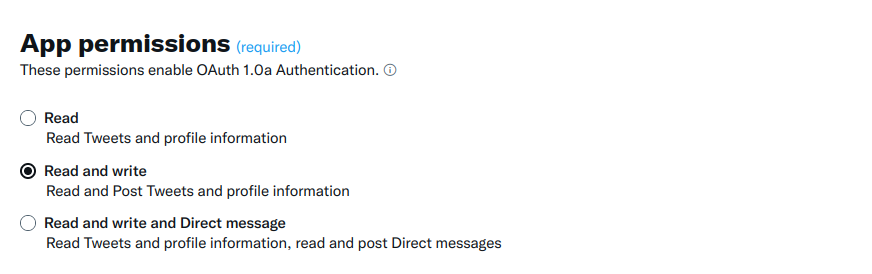 App permissions (required)
These permissions enable OAuth 1.0a Authentication.
Read
Read Tweets and profile information
Read and write
Read and Post Tweets and profile information
Read and write and Direct message
Read Tweets and profile information, read and post Direct messages